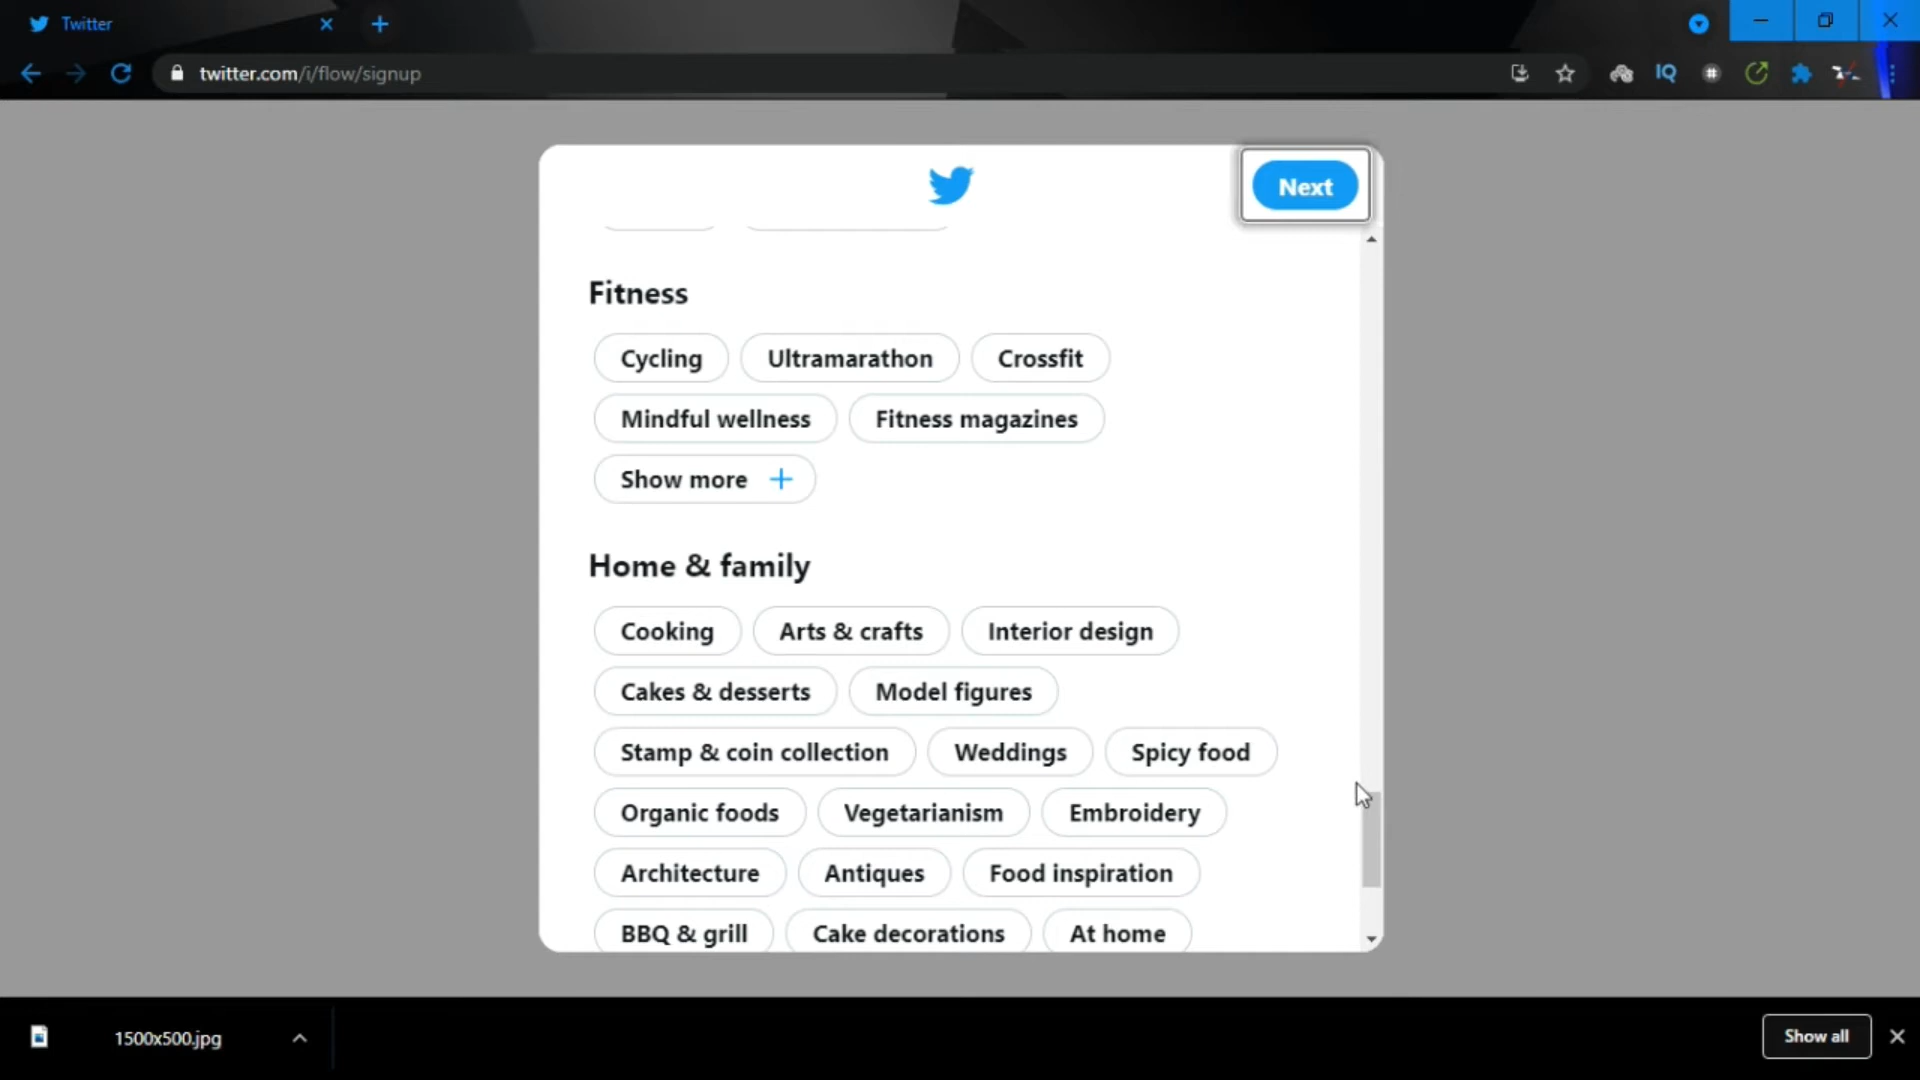 Twitter
twitter.com/i/flow/signup
Next
Fitness
Cycling Ultramarathon Crossfit
Mindful wellness Fitness magazines
Show more
Home & family
Cooking Arts & crafts Interior design
Cakes & desserts Model figures
Stamp & coin collection Weddings Spicy food
Organic foods Vegetarianism Embroidery
Architecture Antiques Food inspiration
BBQ & grill Cake decorations At home
1500x500.jpg Show all